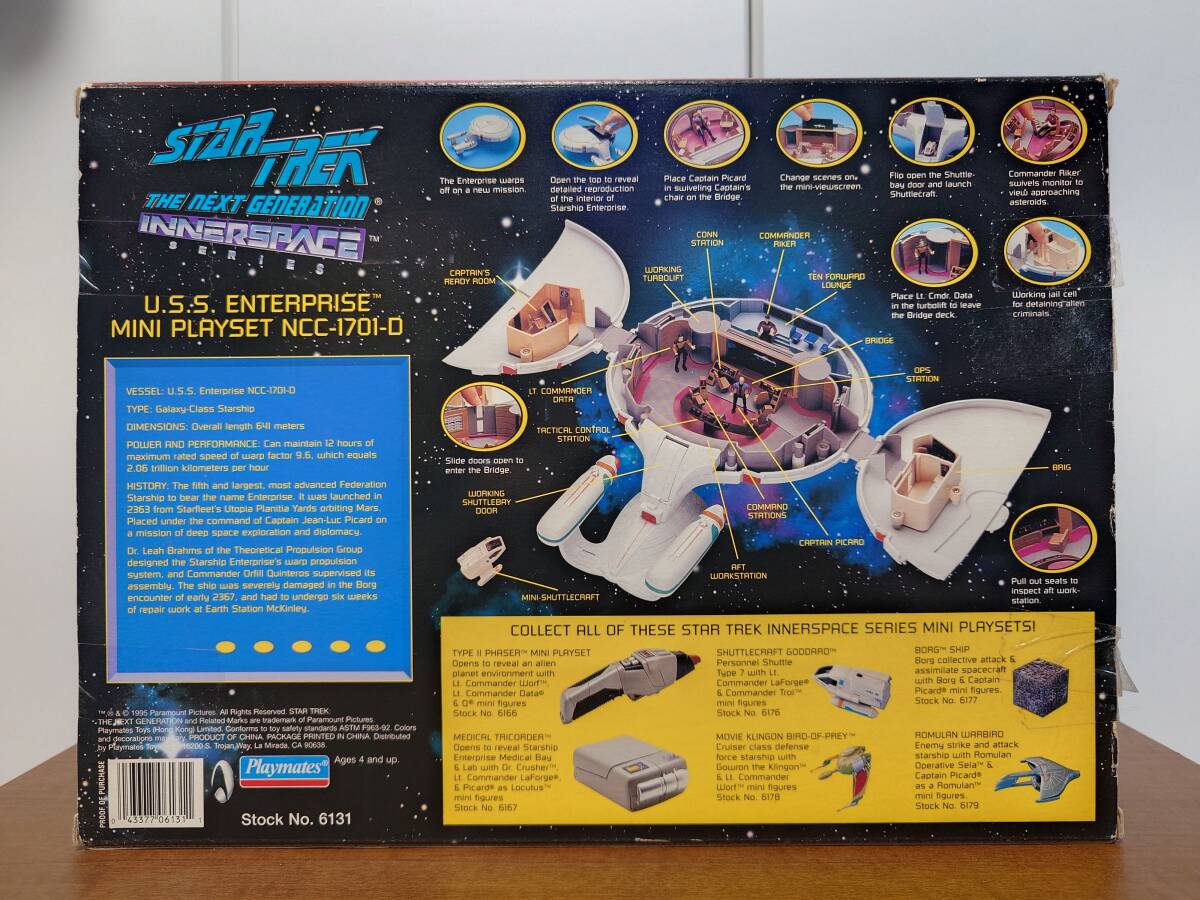 STAR TREK
THE NEXT GENERATION®
INNERSPACE™
SERIES
U.S.S. ENTERPRISE™
MINI PLAYSET NCC-1701-D
VESSEL: U.S.S. Enterprise NCC-1701-D
TYPE: Galaxy-Class Starship
DIMENSIONS: Overall length 641 meters
POWER AND PERFORMANCE: Can maintain 12 hours of
maximum rated speed of warp factor 9.6, which equals
2.06 trillion kilometers per hour
HISTORY: The fifth and largest, most advanced Federation
Starship to bear the name Enterprise. It was launched in
2363 from Starfleet's Utopia Planitia Yards orbiting Mars.
Placed under the command of Captain Jean-Luc Picard on
a mission of deep space exploration and diplomacy.
Dr. Leah Brahms of the Theoretical Propulsion Group
designed the Starship Enterprise's warp propulsion
system, and Commander Orfill Quinteros supervised its
assembly. The ship was severely damaged in the Borg
encounter of early 2367, and had to undergo six weeks
of repair work at Earth Station McKinley.
The Enterprise warps
off on a new mission.
Open the top to reveal
detailed reproduction
of the interior of
Starship Enterprise.
Place Captain Picard
in swiveling Captain's
chair on the Bridge.
Change scenes on
the mini-viewscreen.
Flip open the Shuttle-
bay door and launch
Shuttlecraft.
Commander Riker
swivels monitor to
view approaching
asteroids.
Place Lt. Cmdr. Data
in the turbolift to leave
the Bridge deck.
Working jail cell
for detaining alien
criminals.
CAPTAIN'S
READY ROOM
WORKING
TURBOLIFT
CONN
STATION
COMMANDER
RIKER
TEN FORWARD
LOUNGE
BRIDGE
OPS
STATION
LT. COMMANDER
DATA
TACTICAL CONTROL
STATION
Slide doors open to
enter the Bridge.
WORKING
SHUTTLEBAY
DOOR
MINI-SHUTTLECRAFT
AFT
WORKSTATION
COMMAND
STATIONS
CAPTAIN PICARD
BRIG
Pull out seats to
inspect aft work-
station.
COLLECT ALL OF THESE STAR TREK INNERSPACE SERIES MINI PLAYSETS!
TYPE II PHASER™ MINI PLAYSET
Opens to reveal an alien
planet environment with
Lt. Commander Worf™,
Lt. Commander Data®
& Q® mini figures
Stock No. 6166
SHUTTLECRAFT GODDARD™
Personnel Shuttle
Type 7 with Lt.
Commander LaForge®
& Commander Troi™
mini figures
Stock No. 6176
BORG™ SHIP
Borg collective attack &
assimilate spacecraft
with Borg & Captain
Picard® mini figures.
Stock No. 6177
MEDICAL TRICORDER™
Opens to reveal Starship
Enterprise Medical Bay
& Lab with Dr. Crusher™,
Lt. Commander LaForge®,
& Picard® as Locutus™
mini figures
Stock No. 6167
MOVIE KLINGON BIRD-OF-PREY™
Cruiser class defense
force starship with
Gowron the Klingon™
& Lt. Commander
Worf™ mini figures
Stock No. 6178
ROMULAN WARBIRD
Enemy strike and attack
starship with Romulan
Operative Sela™ &
Captain Picard®
as a Romulan™
mini figures.
Stock No. 6179
™ ® & © 1995 Paramount Pictures. All Rights Reserved. STAR TREK:
THE NEXT GENERATION and Related Marks are trademark of Paramount Pictures.
Playmates Toys (Hong Kong) Limited. Conforms to toy safety standards ASTM F963-92. Colors
and decorations may vary. PRODUCT OF CHINA. PACKAGE PRINTED IN CHINA. Distributed
by Playmates Toys 16200 S. Trojan Way, La Mirada, CA 90638.
PROOF OF PURCHASE
0 43377 06131 1
Playmates®
Ages 4 and up.
Stock No. 6131